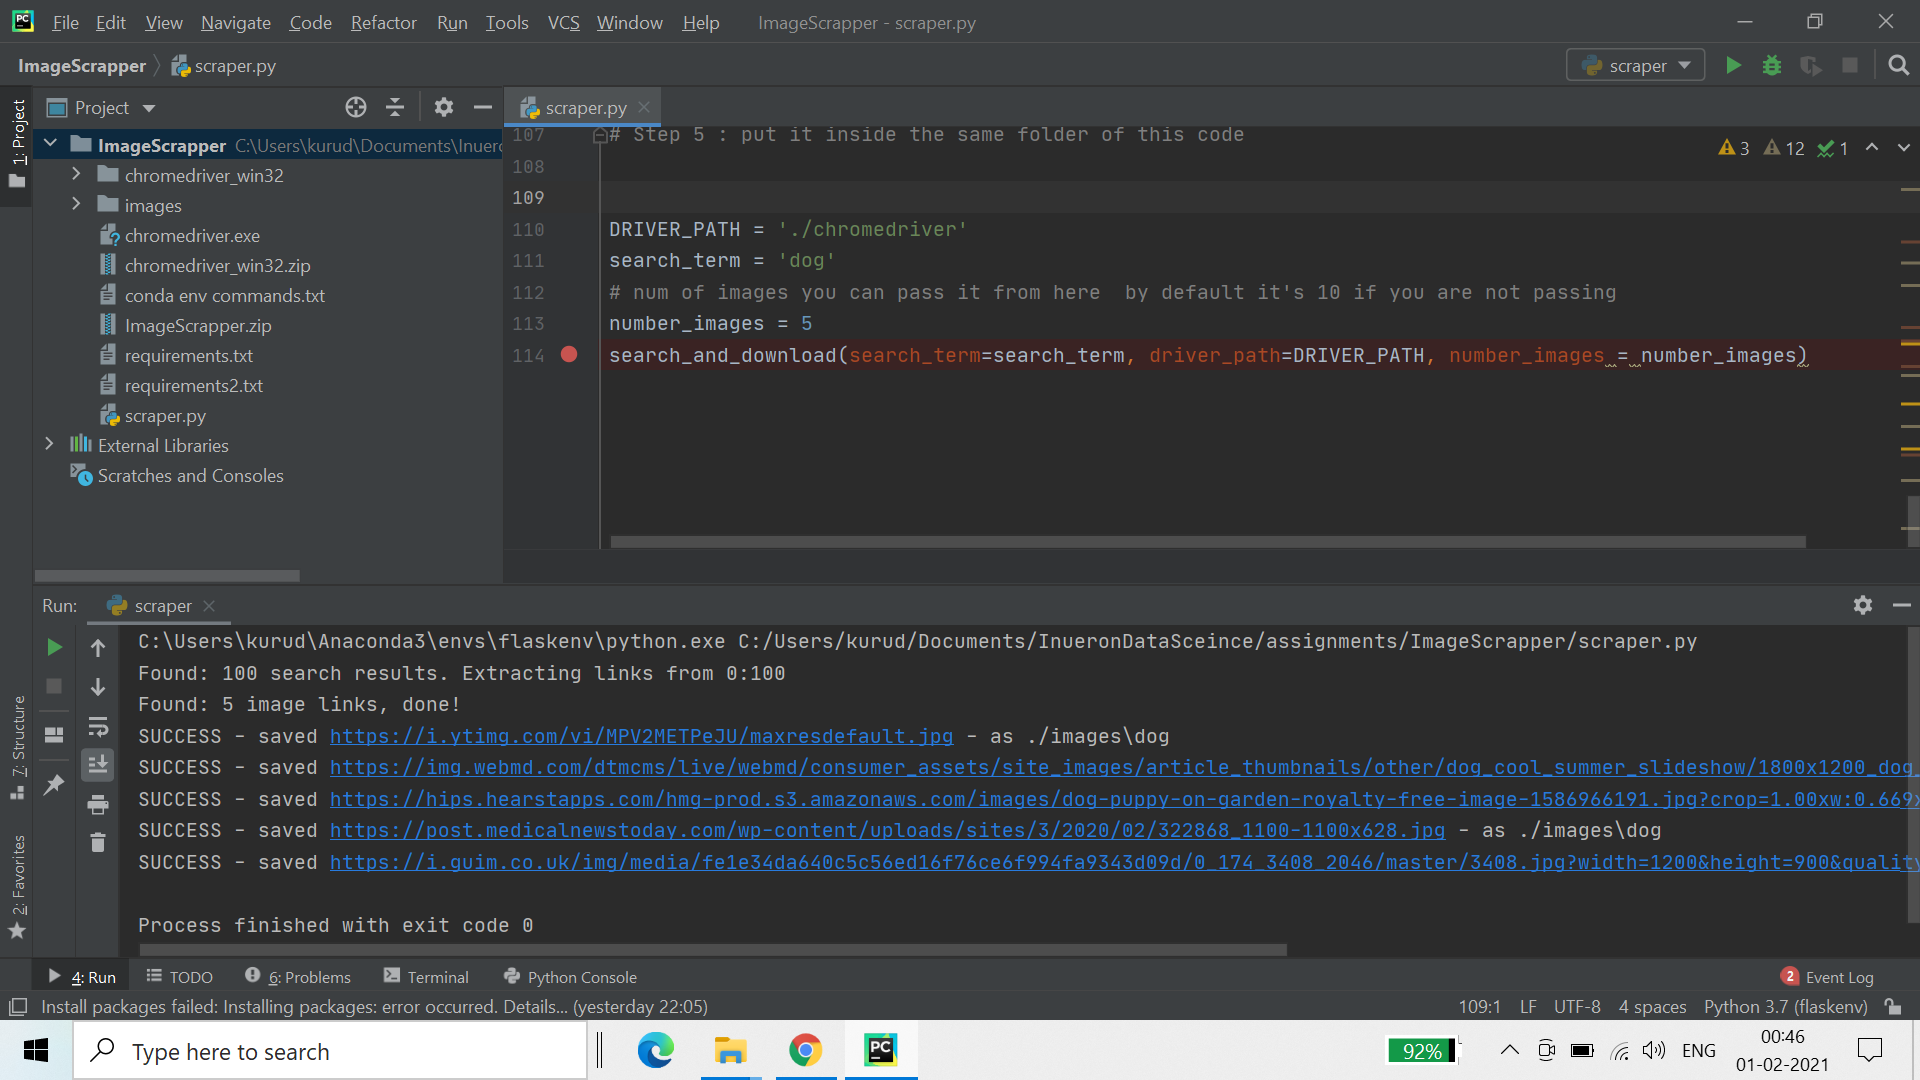 File Edit View Navigate Code Refactor Run Tools VCS Window Help ImageScrapper - scraper.py
ImageScrapper scraper.py scraper
1: Project
Project
scraper.py
ImageScrapper C:\Users\kurud\Documents\Inuero
chromedriver_win32
images
chromedriver.exe
chromedriver_win32.zip
conda env commands.txt
ImageScrapper.zip
requirements.txt
requirements2.txt
scraper.py
External Libraries
Scratches and Consoles
107 # Step 5 : put it inside the same folder of this code
3 12 1
108
109
110 DRIVER_PATH = './chromedriver'
111 search_term = 'dog'
112 # num of images you can pass it from here  by default it's 10 if you are not passing
113 number_images = 5
114 search_and_download(search_term=search_term, driver_path=DRIVER_PATH, number_images = number_images)
Run: scraper
C:\Users\kurud\Anaconda3\envs\flaskenv\python.exe C:/Users/kurud/Documents/InueronDataSceince/assignments/ImageScrapper/scraper.py
Found: 100 search results. Extracting links from 0:100
Found: 5 image links, done!
SUCCESS - saved https://i.ytimg.com/vi/MPV2METPeJU/maxresdefault.jpg - as ./images\dog
SUCCESS - saved https://img.webmd.com/dtmcms/live/webmd/consumer_assets/site_images/article_thumbnails/other/dog_cool_summer_slideshow/1800x1200_dog_
SUCCESS - saved https://hips.hearstapps.com/hmg-prod.s3.amazonaws.com/images/dog-puppy-on-garden-royalty-free-image-1586966191.jpg?crop=1.00xw:0.669x
SUCCESS - saved https://post.medicalnewstoday.com/wp-content/uploads/sites/3/2020/02/322868_1100-1100x628.jpg - as ./images\dog
SUCCESS - saved https://i.guim.co.uk/img/media/fe1e34da640c5c56ed16f76ce6f994fa9343d09d/0_174_3408_2046/master/3408.jpg?width=1200&height=900&quality
Process finished with exit code 0
7: Structure
2: Favorites
4: Run TODO 6: Problems Terminal Python Console 2 Event Log
Install packages failed: Installing packages: error occurred. Details... (yesterday 22:05) 109:1 LF UTF-8 4 spaces Python 3.7 (flaskenv)
Type here to search
92%
ENG
00:46
01-02-2021